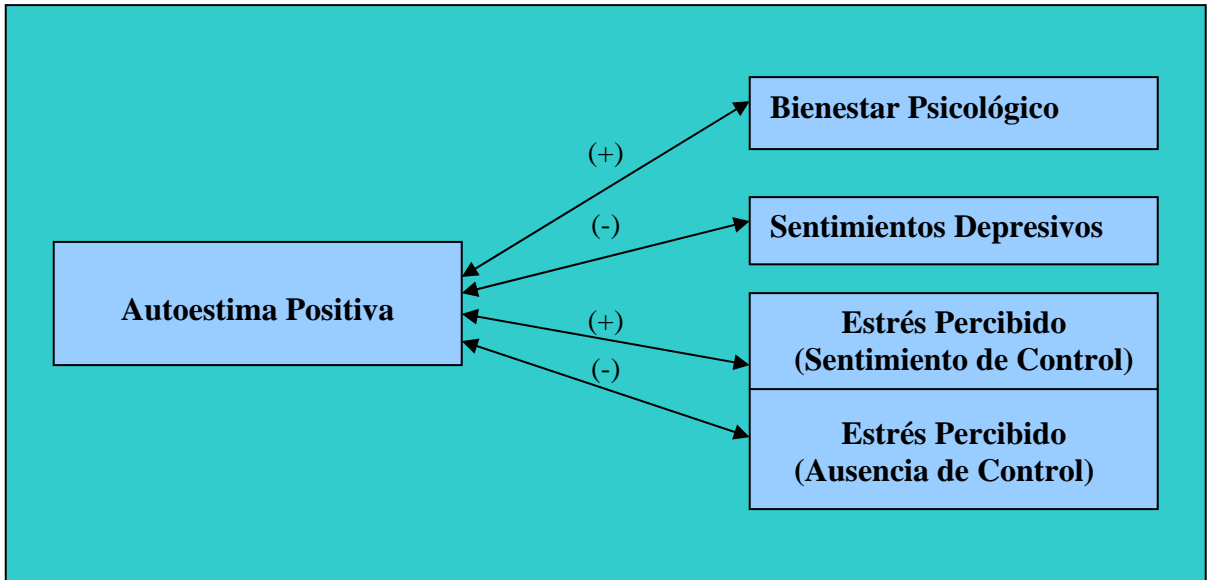 Bienestar Psicológico
(+)
(-)
Sentimientos Depresivos
Autoestima Positiva
(+)
Estrés Percibido
(Sentimiento de Control)
(-)
Estrés Percibido
(Ausencia de Control)